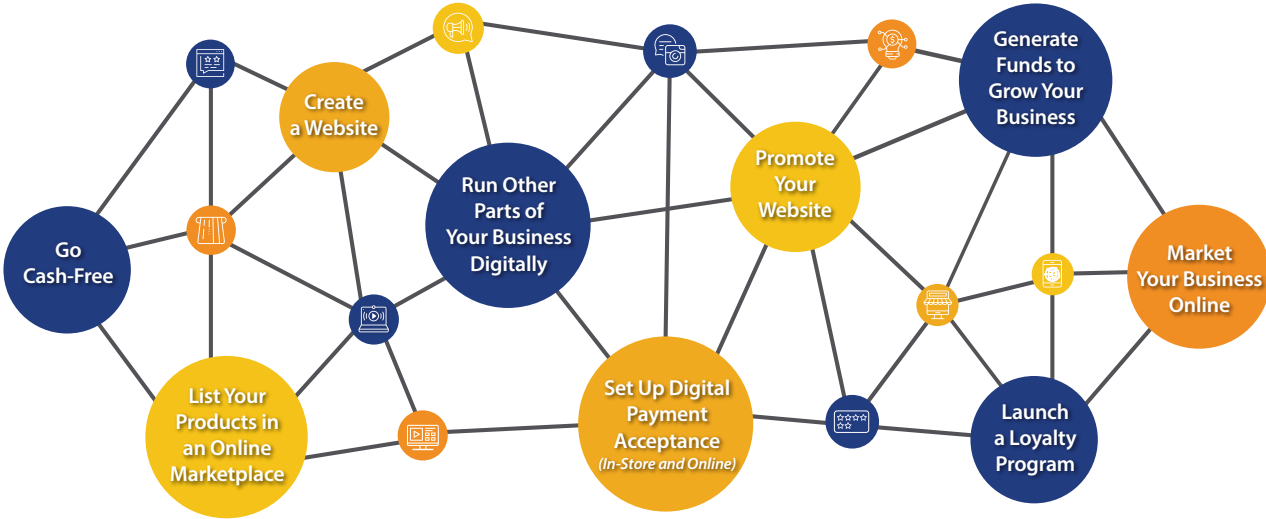 Go
Cash-Free
Create
a Website
List Your
Products in
an Online
Marketplace
Run Other
Parts of
Your Business
Digitally
Set Up Digital
Payment
Acceptance
(In-Store and Online)
Promote
Your
Website
Generate
Funds to
Grow Your
Business
Launch
a Loyalty
Program
Market
Your Business
Online